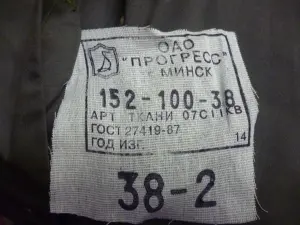 ОАО
"ПРОГРЕСС"
г. МИНСК
152-100-38
АРТ ТКАНИ 07С11КВ
ГОСТ 27419-87
ГОД ИЗГ. 14
38-2